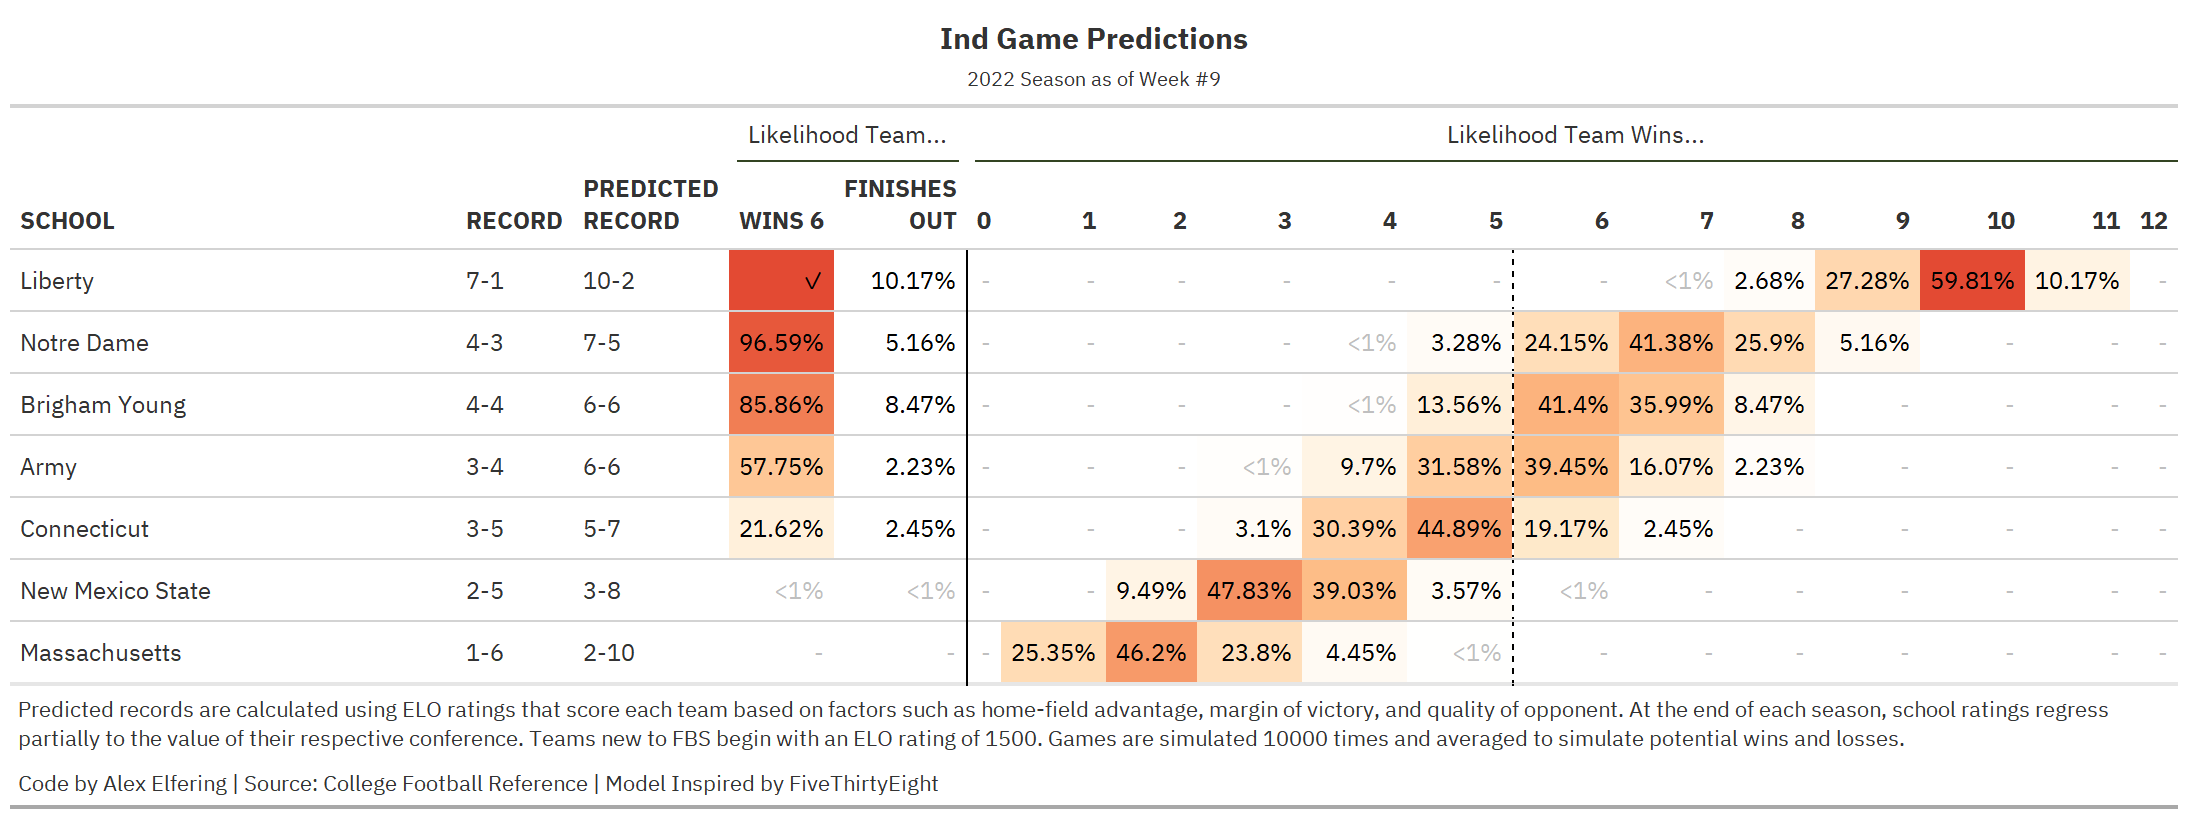 Ind Game Predictions
2022 Season as of Week #9
Likelihood Team... Likelihood Team Wins...
SCHOOL RECORD PREDICTED RECORD WINS 6 FINISHES OUT 0 1 2 3 4 5 6 7 8 9 10 11 12
Liberty 7-1 10-2 ✓ 10.17% - - - - - - - <1% 2.68% 27.28% 59.81% 10.17% -
Notre Dame 4-3 7-5 96.59% 5.16% - - - - <1% 3.28% 24.15% 41.38% 25.9% 5.16% - - -
Brigham Young 4-4 6-6 85.86% 8.47% - - - - <1% 13.56% 41.4% 35.99% 8.47% - - - -
Army 3-4 6-6 57.75% 2.23% - - - <1% 9.7% 31.58% 39.45% 16.07% 2.23% - - - -
Connecticut 3-5 5-7 21.62% 2.45% - - - 3.1% 30.39% 44.89% 19.17% 2.45% - - - - -
New Mexico State 2-5 3-8 <1% <1% - - 9.49% 47.83% 39.03% 3.57% <1% - - - - - -
Massachusetts 1-6 2-10 - - - 25.35% 46.2% 23.8% 4.45% <1% - - - - - - -
Predicted records are calculated using ELO ratings that score each team based on factors such as home-field advantage, margin of victory, and quality of opponent. At the end of each season, school ratings regress
partially to the value of their respective conference. Teams new to FBS begin with an ELO rating of 1500. Games are simulated 10000 times and averaged to simulate potential wins and losses.
Code by Alex Elfering | Source: College Football Reference | Model Inspired by FiveThirtyEight